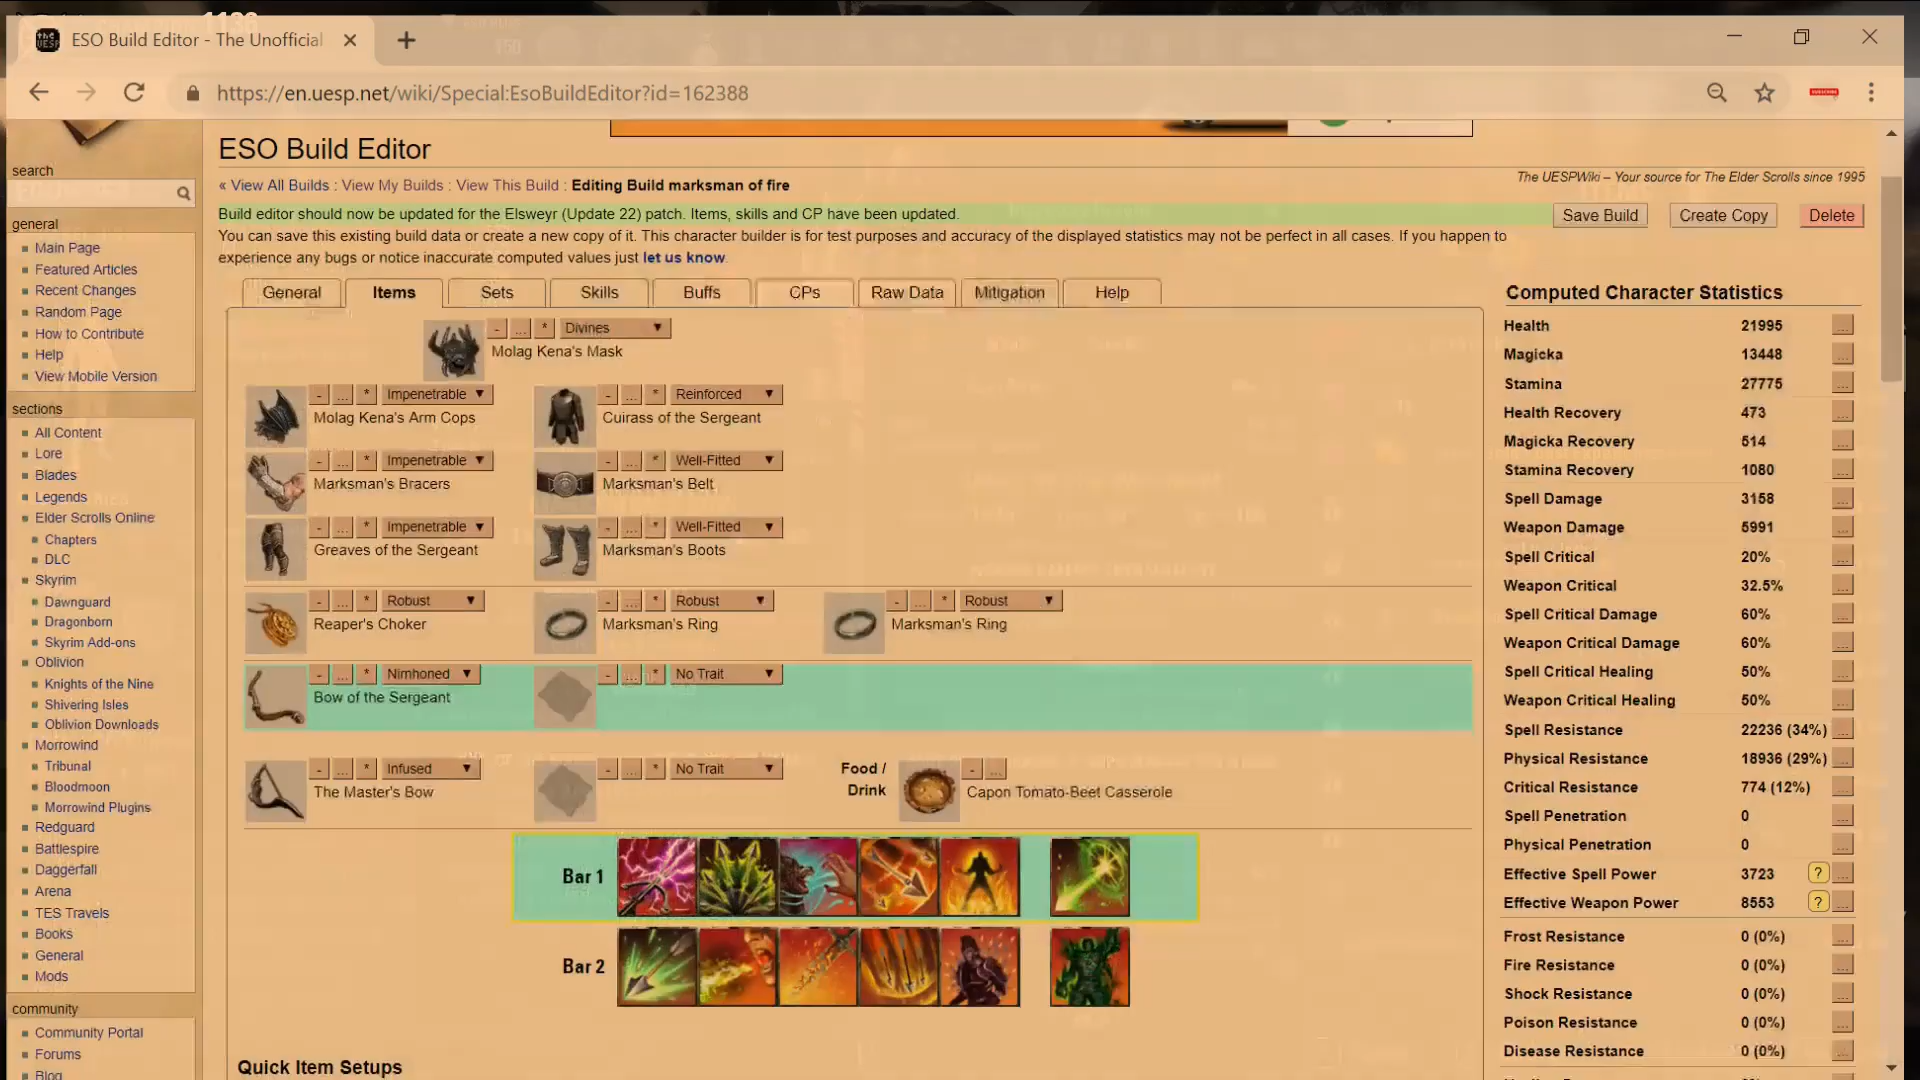 ESO Build Editor - The Unofficial
https://en.uesp.net/wiki/Special:EsoBuildEditor?id=162388
search
general
Main Page
Featured Articles
Recent Changes
Random Page
How to Contribute
Help
View Mobile Version
sections
All Content
Lore
Blades
Legends
Elder Scrolls Online
Chapters
DLC
Skyrim
Dawnguard
Dragonborn
Skyrim Add-ons
Oblivion
Knights of the Nine
Shivering Isles
Oblivion Downloads
Morrowind
Tribunal
Bloodmoon
Morrowind Plugins
Redguard
Battlespire
Daggerfall
Arena
TES Travels
Books
General
Mods
community
Community Portal
Forums
Blog
ESO Build Editor
« View All Builds : View My Builds : View This Build : Editing Build marksman of fire
The UESPWiki – Your source for The Elder Scrolls since 1995
Build editor should now be updated for the Elsweyr (Update 22) patch. Items, skills and CP have been updated.
You can save this existing build data or create a new copy of it. This character builder is for test purposes and accuracy of the displayed statistics may not be perfect in all cases. If you happen to
experience any bugs or notice inaccurate computed values just let us know.
Save Build Create Copy Delete
General Items Sets Skills Buffs CPs Raw Data Mitigation Help
- ... * Divines
Molag Kena's Mask
- ... * Impenetrable - ... * Reinforced
Molag Kena's Arm Cops Cuirass of the Sergeant
- ... * Impenetrable - ... * Well-Fitted
Marksman's Bracers Marksman's Belt
- ... * Impenetrable - ... * Well-Fitted
Greaves of the Sergeant Marksman's Boots
- ... * Robust - ... * Robust - ... * Robust
Reaper's Choker Marksman's Ring Marksman's Ring
- ... * Nirnhoned - ... * No Trait
Bow of the Sergeant
- ... * Infused - ... * No Trait Food / Drink - ...
The Master's Bow Capon Tomato-Beet Casserole
Bar 1
Bar 2
Quick Item Setups
Computed Character Statistics
Health 21995 ...
Magicka 13448 ...
Stamina 27775 ...
Health Recovery 473 ...
Magicka Recovery 514 ...
Stamina Recovery 1080 ...
Spell Damage 3158 ...
Weapon Damage 5991 ...
Spell Critical 20% ...
Weapon Critical 32.5% ...
Spell Critical Damage 60% ...
Weapon Critical Damage 60% ...
Spell Critical Healing 50% ...
Weapon Critical Healing 50% ...
Spell Resistance 22236 (34%) ...
Physical Resistance 18936 (29%) ...
Critical Resistance 774 (12%) ...
Spell Penetration 0 ...
Physical Penetration 0 ...
Effective Spell Power 3723 ? ...
Effective Weapon Power 8553 ? ...
Frost Resistance 0 (0%) ...
Fire Resistance 0 (0%) ...
Shock Resistance 0 (0%) ...
Poison Resistance 0 (0%) ...
Disease Resistance 0 (0%) ...